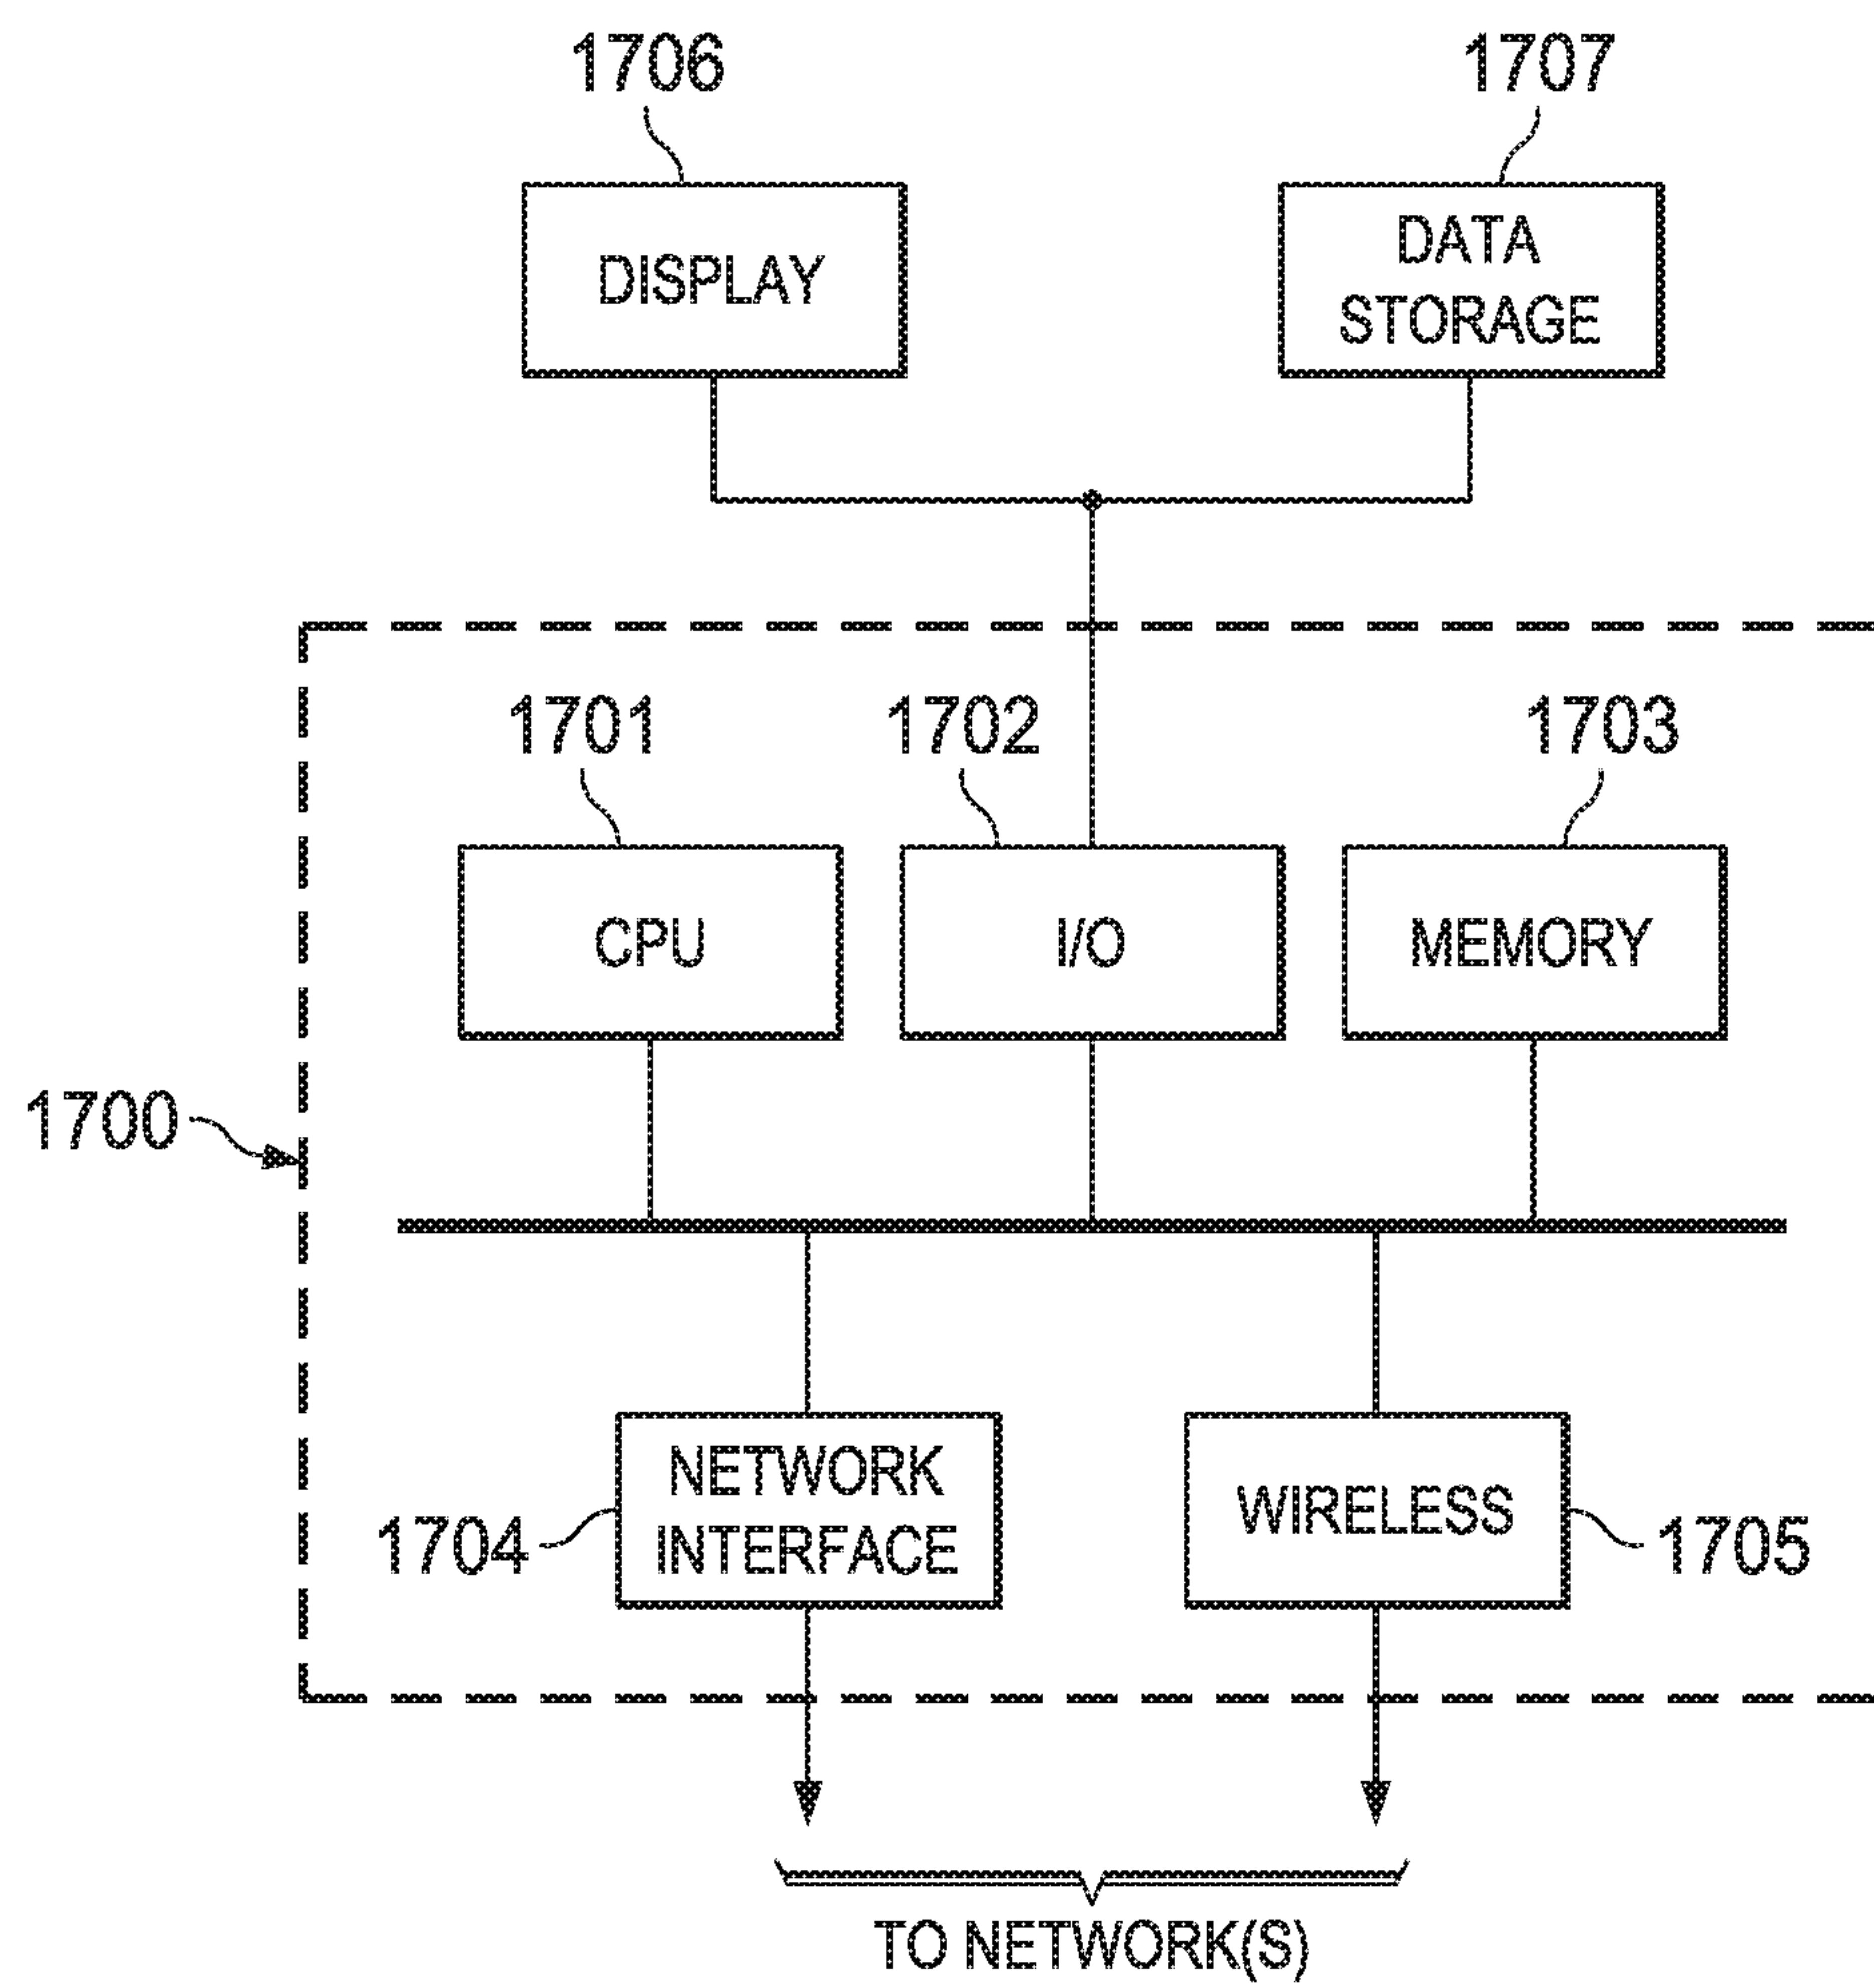 1706
1707
DISPLAY
DATA
STORAGE
1701
1702
1703
CPU
I/O
MEMORY
1700
NETWORK
INTERFACE
1704
WIRELESS
1705
TO NETWORK(S)